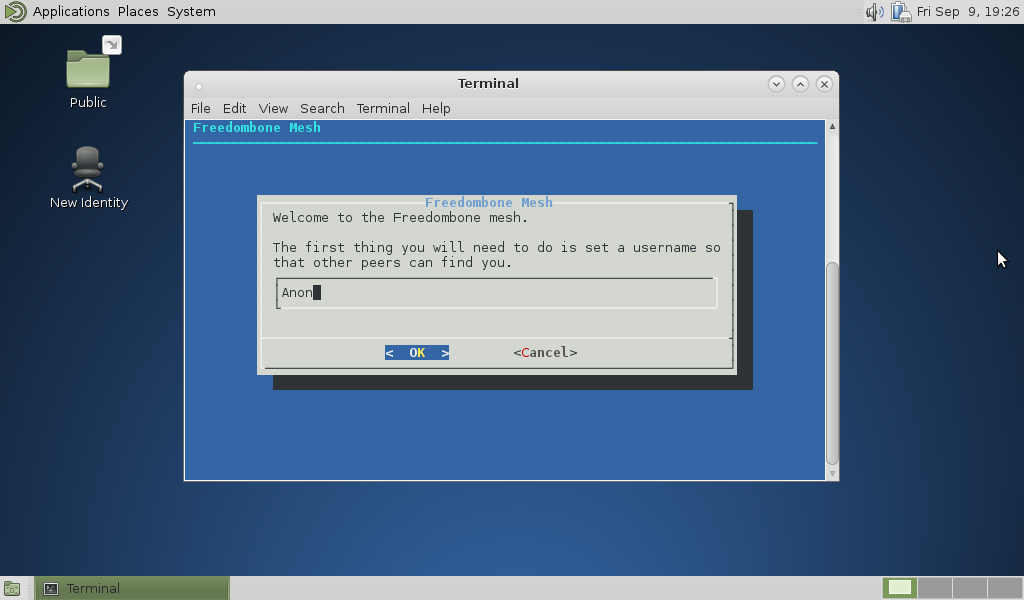 Applications Places System
Fri Sep 9, 19:26
Public
New Identity
Terminal
File Edit View Search Terminal Help
Freedombone Mesh
Freedombone Mesh
Welcome to the Freedombone mesh.
The first thing you will need to do is set a username so
that other peers can find you.
Anon
< OK > <Cancel>
Terminal